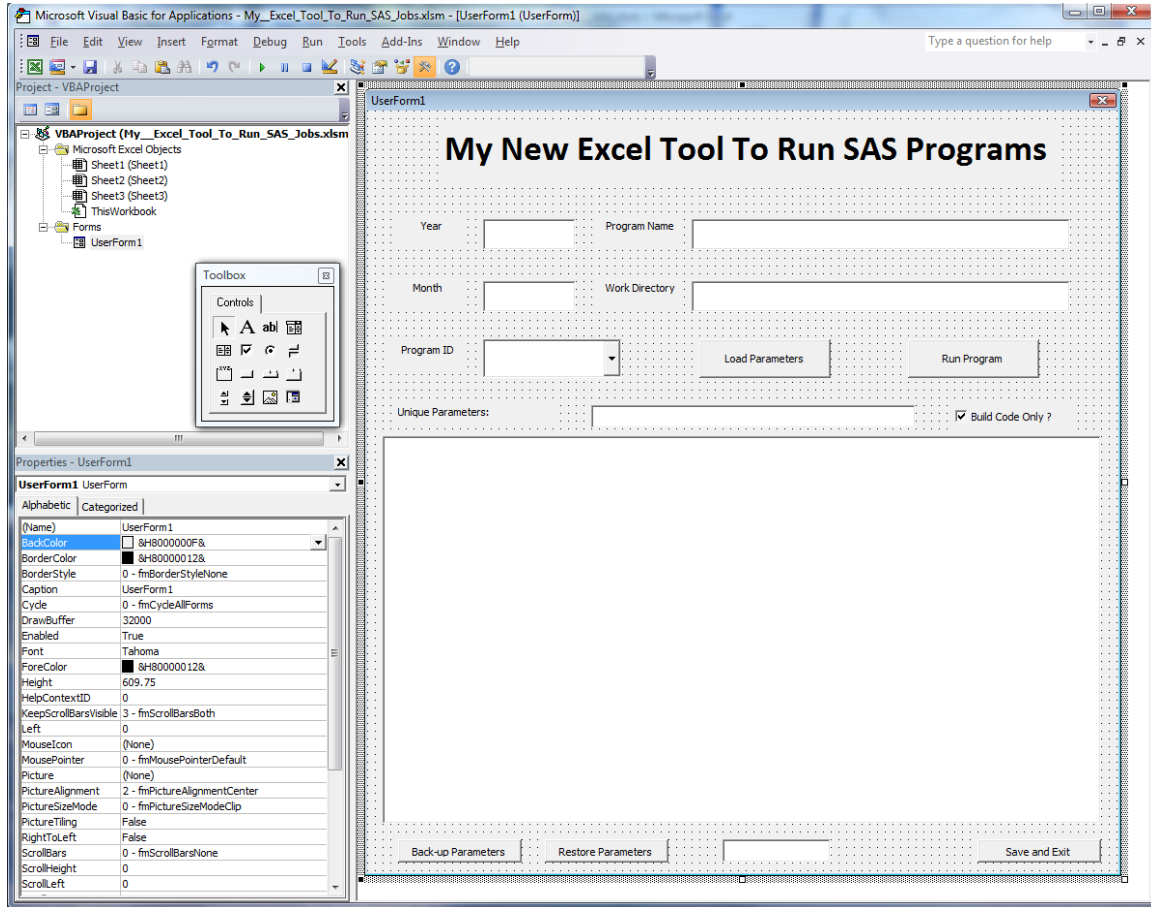 Microsoft Visual Basic for Applications - My__Excel_Tool_To_Run_SAS_Jobs.xlsm - [UserForm1 (UserForm)]
File Edit View Insert Format Debug Run Tools Add-Ins Window Help
Type a question for help
Project - VBAProject
VBAProject (My__Excel_Tool_To_Run_SAS_Jobs.xlsm
Microsoft Excel Objects
Sheet1 (Sheet1)
Sheet2 (Sheet2)
Sheet3 (Sheet3)
ThisWorkbook
Forms
UserForm1
Toolbox
Controls
A abl
xyz
Properties - UserForm1
UserForm1 UserForm
Alphabetic Categorized
(Name) UserForm1
BackColor &H8000000F&
BorderColor &H80000012&
BorderStyle 0 - fmBorderStyleNone
Caption UserForm1
Cycle 0 - fmCycleAllForms
DrawBuffer 32000
Enabled True
Font Tahoma
ForeColor &H80000012&
Height 609.75
HelpContextID 0
KeepScrollBarsVisible 3 - fmScrollBarsBoth
Left 0
MouseIcon (None)
MousePointer 0 - fmMousePointerDefault
Picture (None)
PictureAlignment 2 - fmPictureAlignmentCenter
PictureSizeMode 0 - fmPictureSizeModeClip
PictureTiling False
RightToLeft False
ScrollBars 0 - fmScrollBarsNone
ScrollHeight 0
ScrollLeft 0
UserForm1
My New Excel Tool To Run SAS Programs
Year Program Name
Month Work Directory
Program ID Load Parameters Run Program
Unique Parameters: Build Code Only ?
Back-up Parameters Restore Parameters Save and Exit